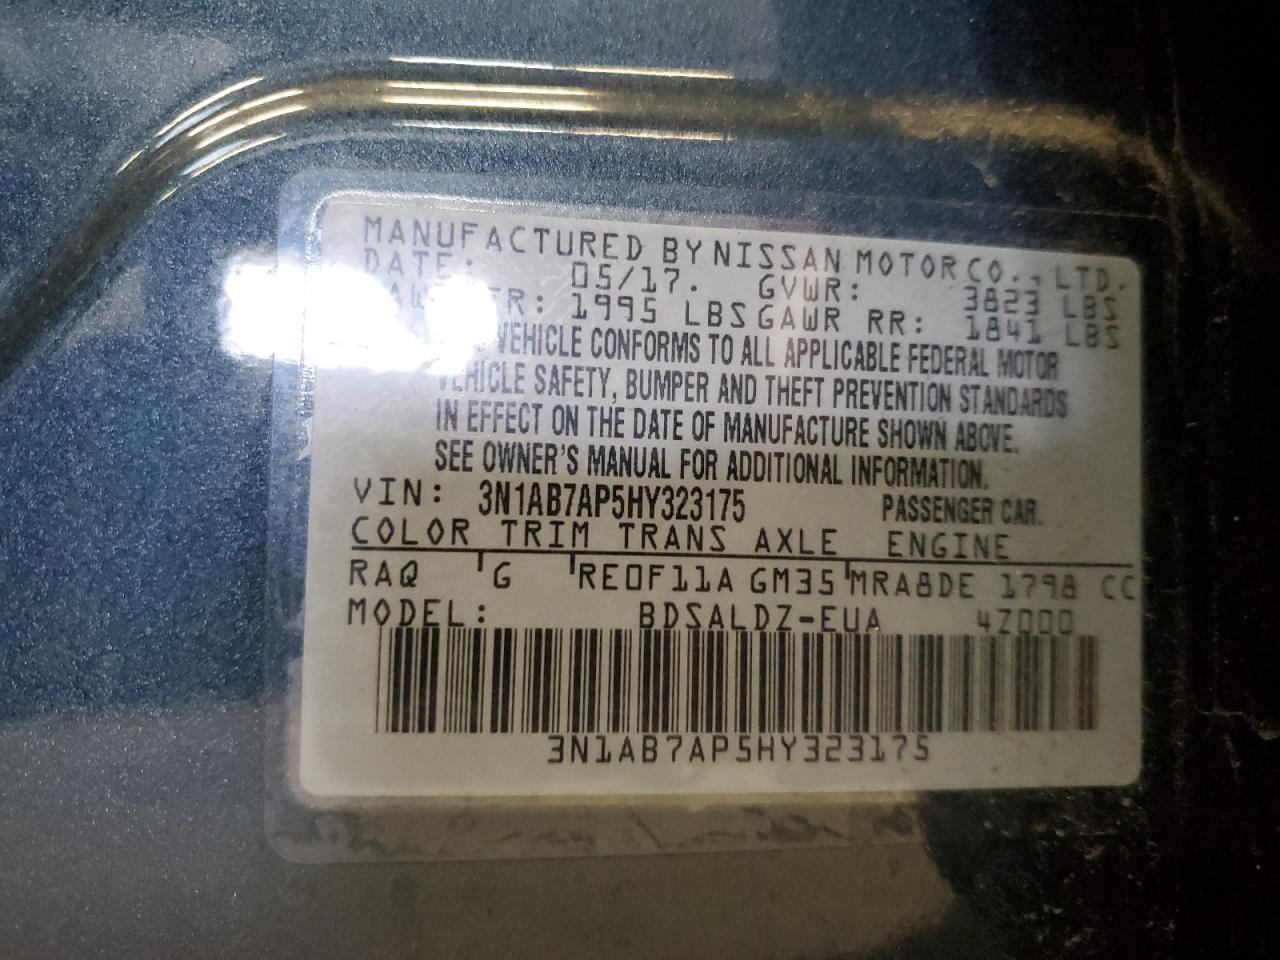 MANUFACTURED BY NISSAN MOTOR CO., LTD.
DATE: 05/17. GVWR: 3823 LBS
FR: 1995 LBS GAWR RR: 1841 LBS
VEHICLE CONFORMS TO ALL APPLICABLE FEDERAL MOTOR
VEHICLE SAFETY, BUMPER AND THEFT PREVENTION STANDARDS
IN EFFECT ON THE DATE OF MANUFACTURE SHOWN ABOVE.
SEE OWNER'S MANUAL FOR ADDITIONAL INFORMATION.
VIN: 3N1AB7AP5HY323175 PASSENGER CAR.
COLOR TRIM TRANS AXLE ENGINE
RAQ G RE0F11A GM35 MRA8DE 1798 CC
MODEL: BDSALDZ-EUA 4Z000
3N1AB7AP5HY323175